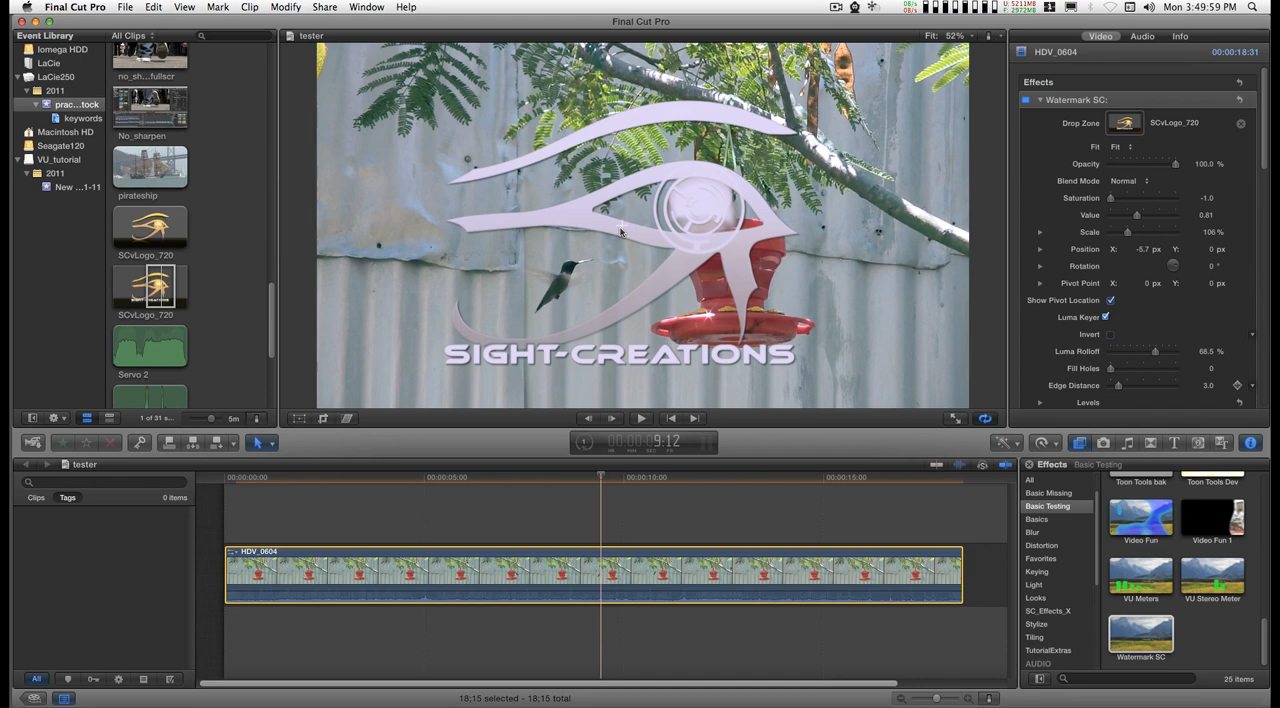 Final Cut Pro File Edit View Mark Clip Modify Share Window Help
U: 5211MB
F: 2972MB
Mon 3:49:59 PM
Final Cut Pro
Event Library
All Clips
Iomega HDD
LaCie
LaCie250
2011
prac...tock
keywords
Macintosh HD
Seagate120
VU_tutorial
2011
New ...1-11
no_sh...fullscr
No_sharpen
pirateship
SCvLogo_720
SCvLogo_720
Servo 2
1 of 31 s...
5m
tester
Fit: 52%
SIGHT-CREATIONS
Video Audio Info
HDV_0604
00:00:18:31
Effects
Watermark SC:
Drop Zone SCvLogo_720
Fit Fit
Opacity 100.0 %
Blend Mode Normal
Saturation -1.0
Value 0.81
Scale 106 %
Position X: -5.7 px Y: 0 px
Rotation 0 °
Pivot Point X: 0 px Y: 0 px
Show Pivot Location
Luma Keyer
Invert
Luma Rolloff 68.5 %
Fill Holes 0
Edge Distance 3.0
Levels
9:12
HR MIN SEC FR
tester
Clips Tags 0 items
00:00:00:00 00:00:05:00 00:00:10:00 00:00:15:00
HDV_0604
Effects Basic Testing
All
Basic Missing
Basic Testing
Basics
Blur
Distortion
Favorites
Keying
Light
Looks
SC_Effects_X
Stylize
Tiling
TutorialExtras
AUDIO
Toon Tools bak Toon Tools Dev
Video Fun Video Fun 1
VU Meters VU Stereo Meter
Watermark SC
25 items
All
18:15 selected - 18:15 total